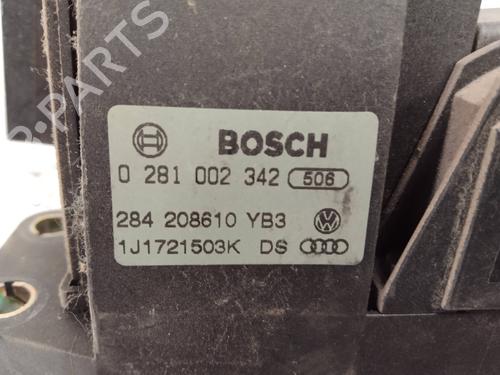 BOSCH
0 281 002 342 506
284 208610 YB3
1J1721503K DS
B-PARTS